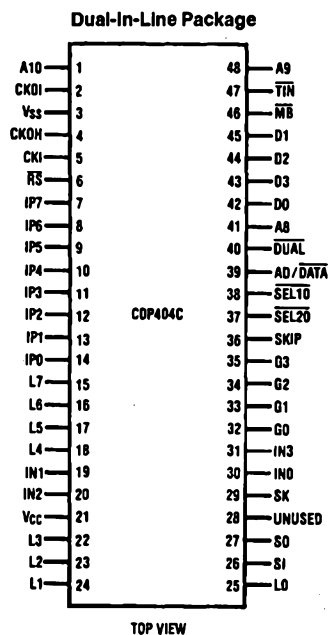 Dual-In-Line Package
A10 1 48 A9
CKOI 2 47 TIN
VSS 3 46 MB
CKOH 4 45 D1
CKI 5 44 D2
RS 6 43 D3
IP7 7 42 D0
IP6 8 41 A8
IP5 9 40 DUAL
IP4 10 39 AD/DATA
IP3 11 38 SEL10
IP2 12 COP404C 37 SEL20
IP1 13 36 SKIP
IP0 14 35 G3
L7 15 34 G2
L6 16 33 G1
L5 17 32 G0
L4 18 31 IN3
IN1 19 30 IN0
IN2 20 29 SK
VCC 21 28 UNUSED
L3 22 27 SO
L2 23 26 SI
L1 24 25 L0
TOP VIEW